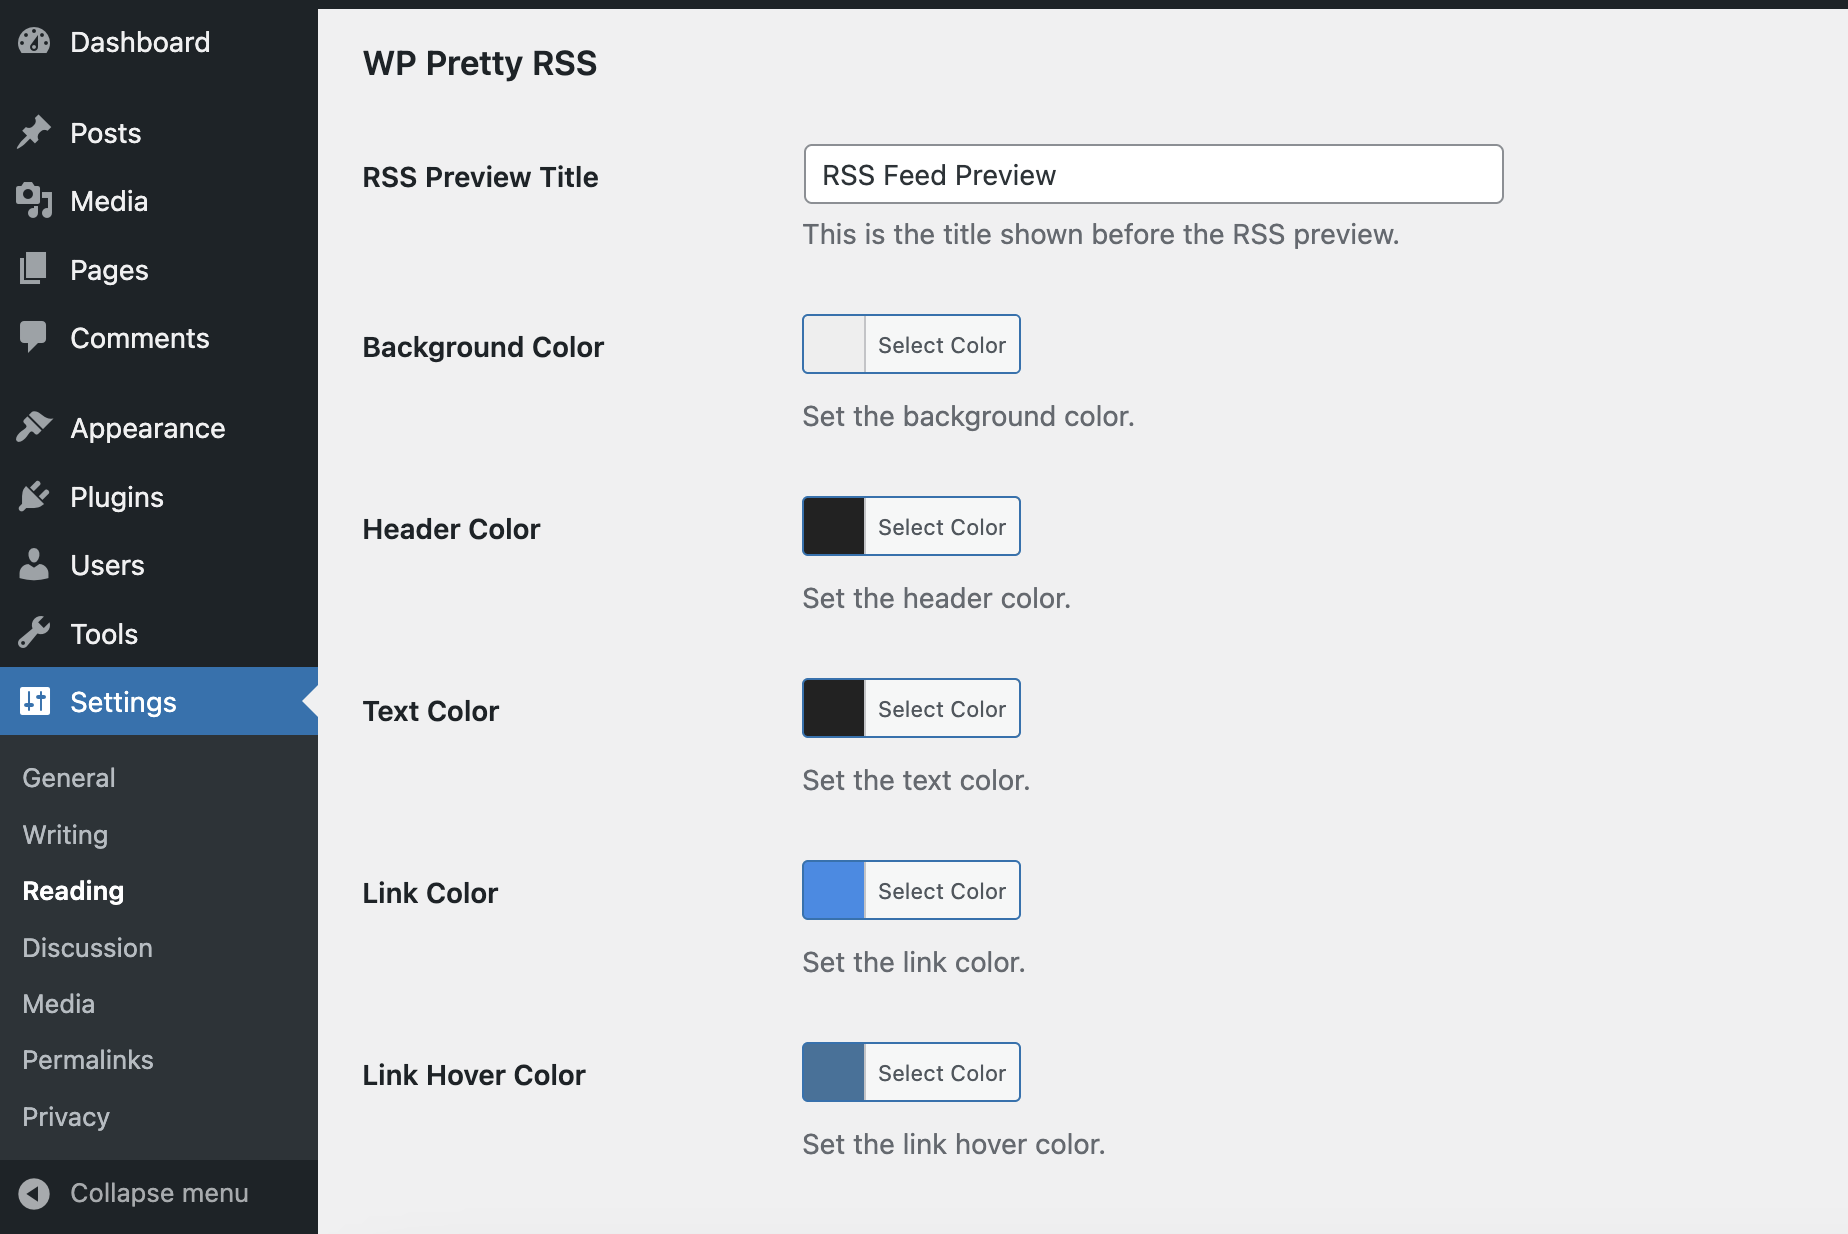 Dashboard
Posts
Media
Pages
Comments
Appearance
Plugins
Users
Tools
Settings
General
Writing
Reading
Discussion
Media
Permalinks
Privacy
Collapse menu
WP Pretty RSS
RSS Preview Title
RSS Feed Preview
This is the title shown before the RSS preview.
Background Color
Select Color
Set the background color.
Header Color
Select Color
Set the header color.
Text Color
Select Color
Set the text color.
Link Color
Select Color
Set the link color.
Link Hover Color
Select Color
Set the link hover color.